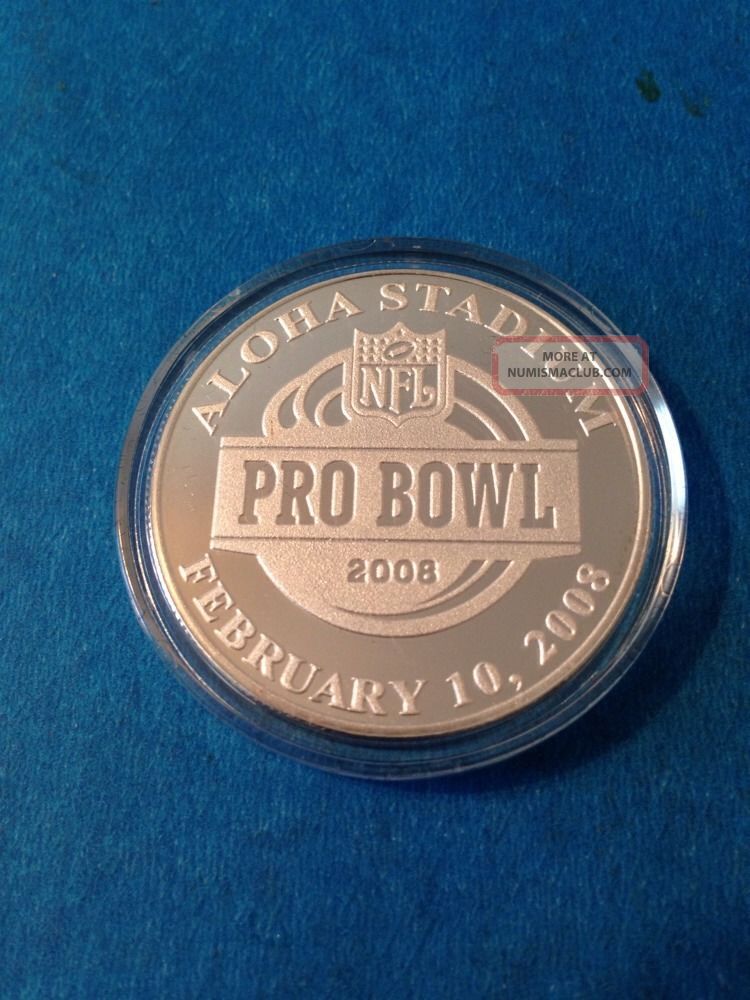 ALOHA STADIUM
MORE AT
NUMISMACLUB.COM
NFL
PRO BOWL
2008
FEBRUARY 10, 2008